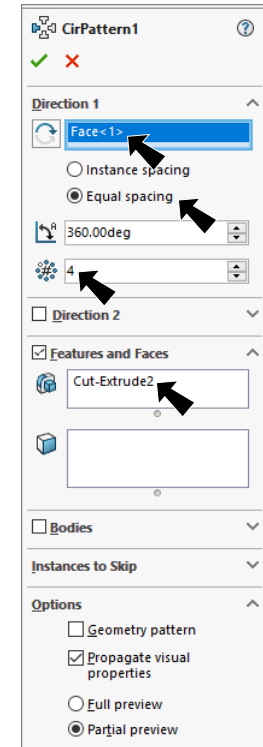 CirPattern1
Direction 1
Face<1>
Instance spacing
Equal spacing
360.00deg
4
Direction 2
Features and Faces
Cut-Extrude2
Bodies
Instances to Skip
Options
Geometry pattern
Propagate visual
properties
Full preview
Partial preview